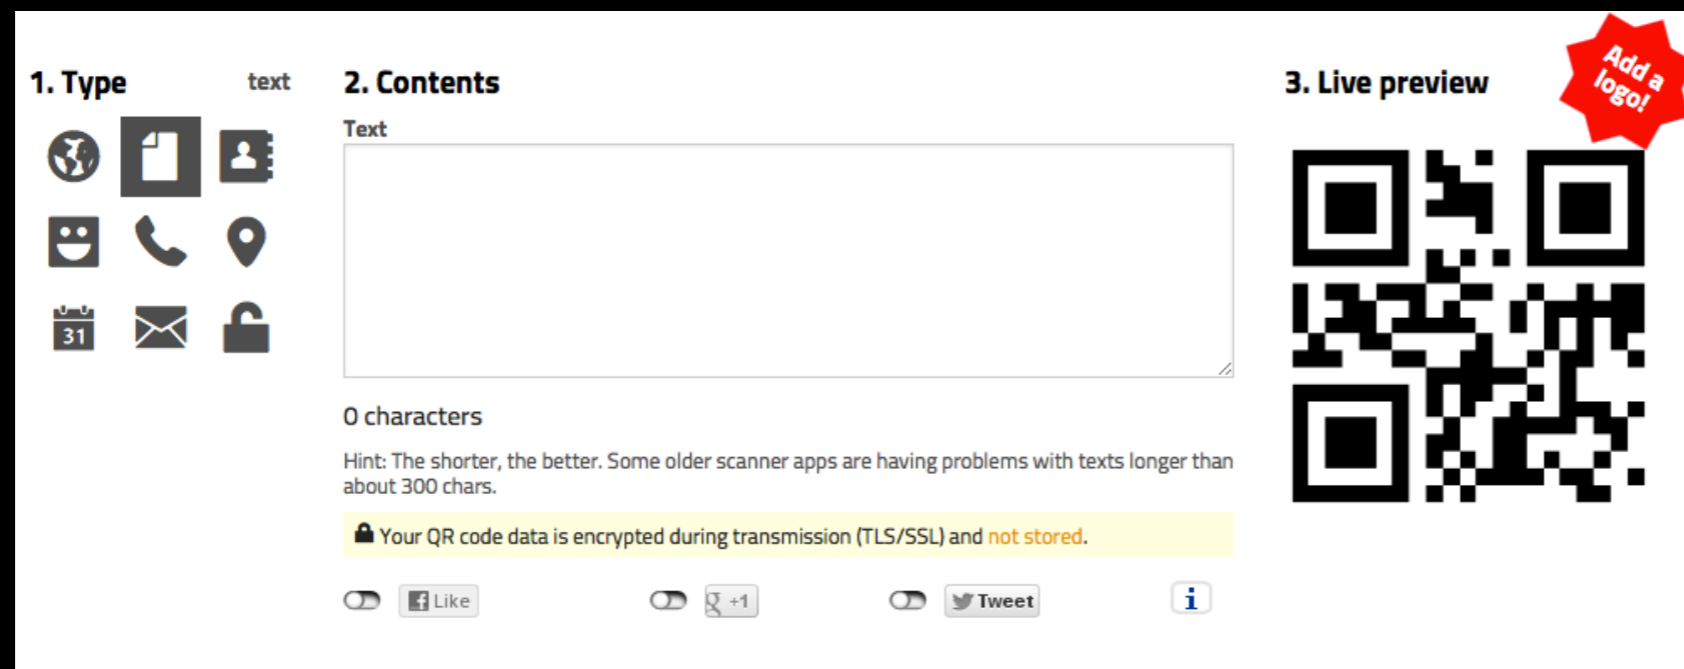 1. Type
text
31
2. Contents
Text
0 characters
Hint: The shorter, the better. Some older scanner apps are having problems with texts longer than
about 300 chars.
Your QR code data is encrypted during transmission (TLS/SSL) and not stored.
f Like
g +1
Tweet
i
3. Live preview
Add a
logo!